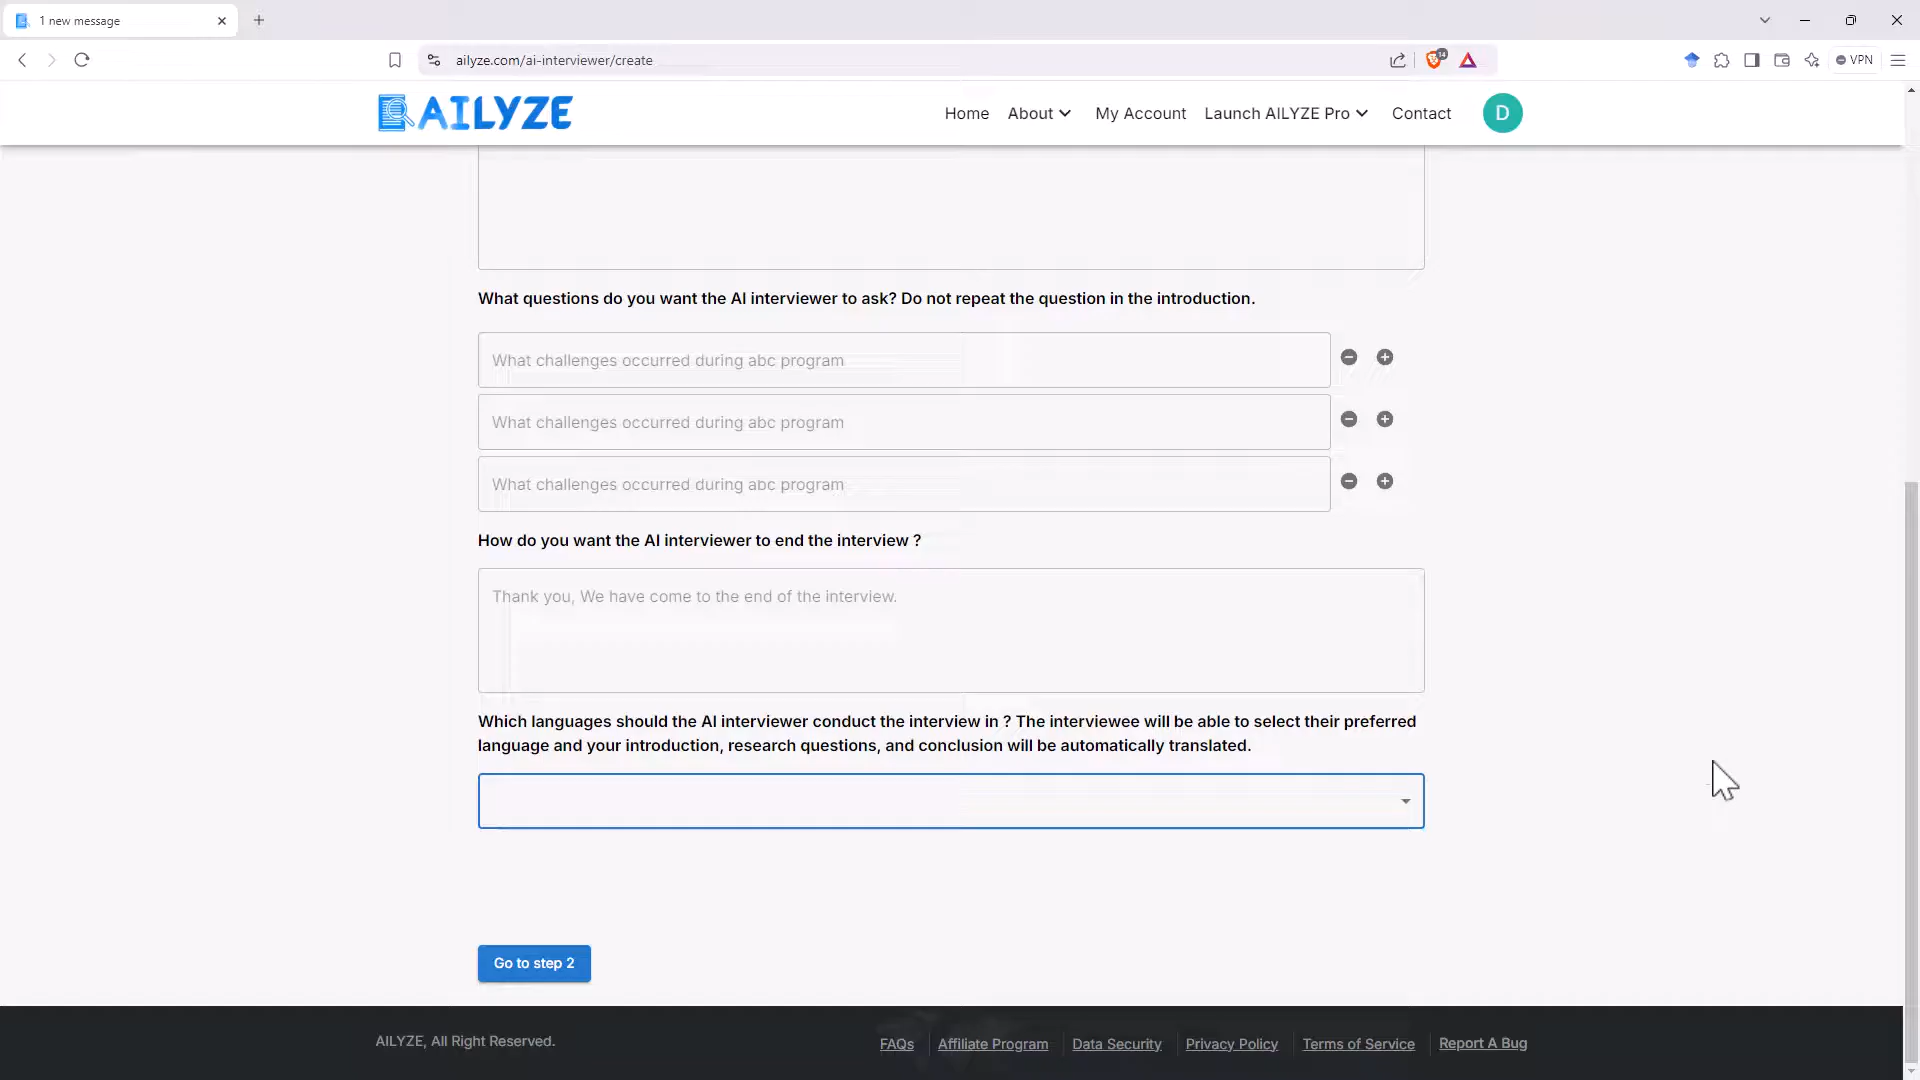 1 new message
ailyze.com/ai-interviewer/create
14
VPN
AILYZE
Home
About
My Account
Launch AILYZE Pro
Contact
D
What questions do you want the AI interviewer to ask? Do not repeat the question in the introduction.
What challenges occurred during abc program
What challenges occurred during abc program
What challenges occurred during abc program
How do you want the AI interviewer to end the interview ?
Thank you, We have come to the end of the interview.
Which languages should the AI interviewer conduct the interview in ? The interviewee will be able to select their preferred
language and your introduction, research questions, and conclusion will be automatically translated.
Go to step 2
AILYZE, All Right Reserved.
FAQs
Affiliate Program
Data Security
Privacy Policy
Terms of Service
Report A Bug